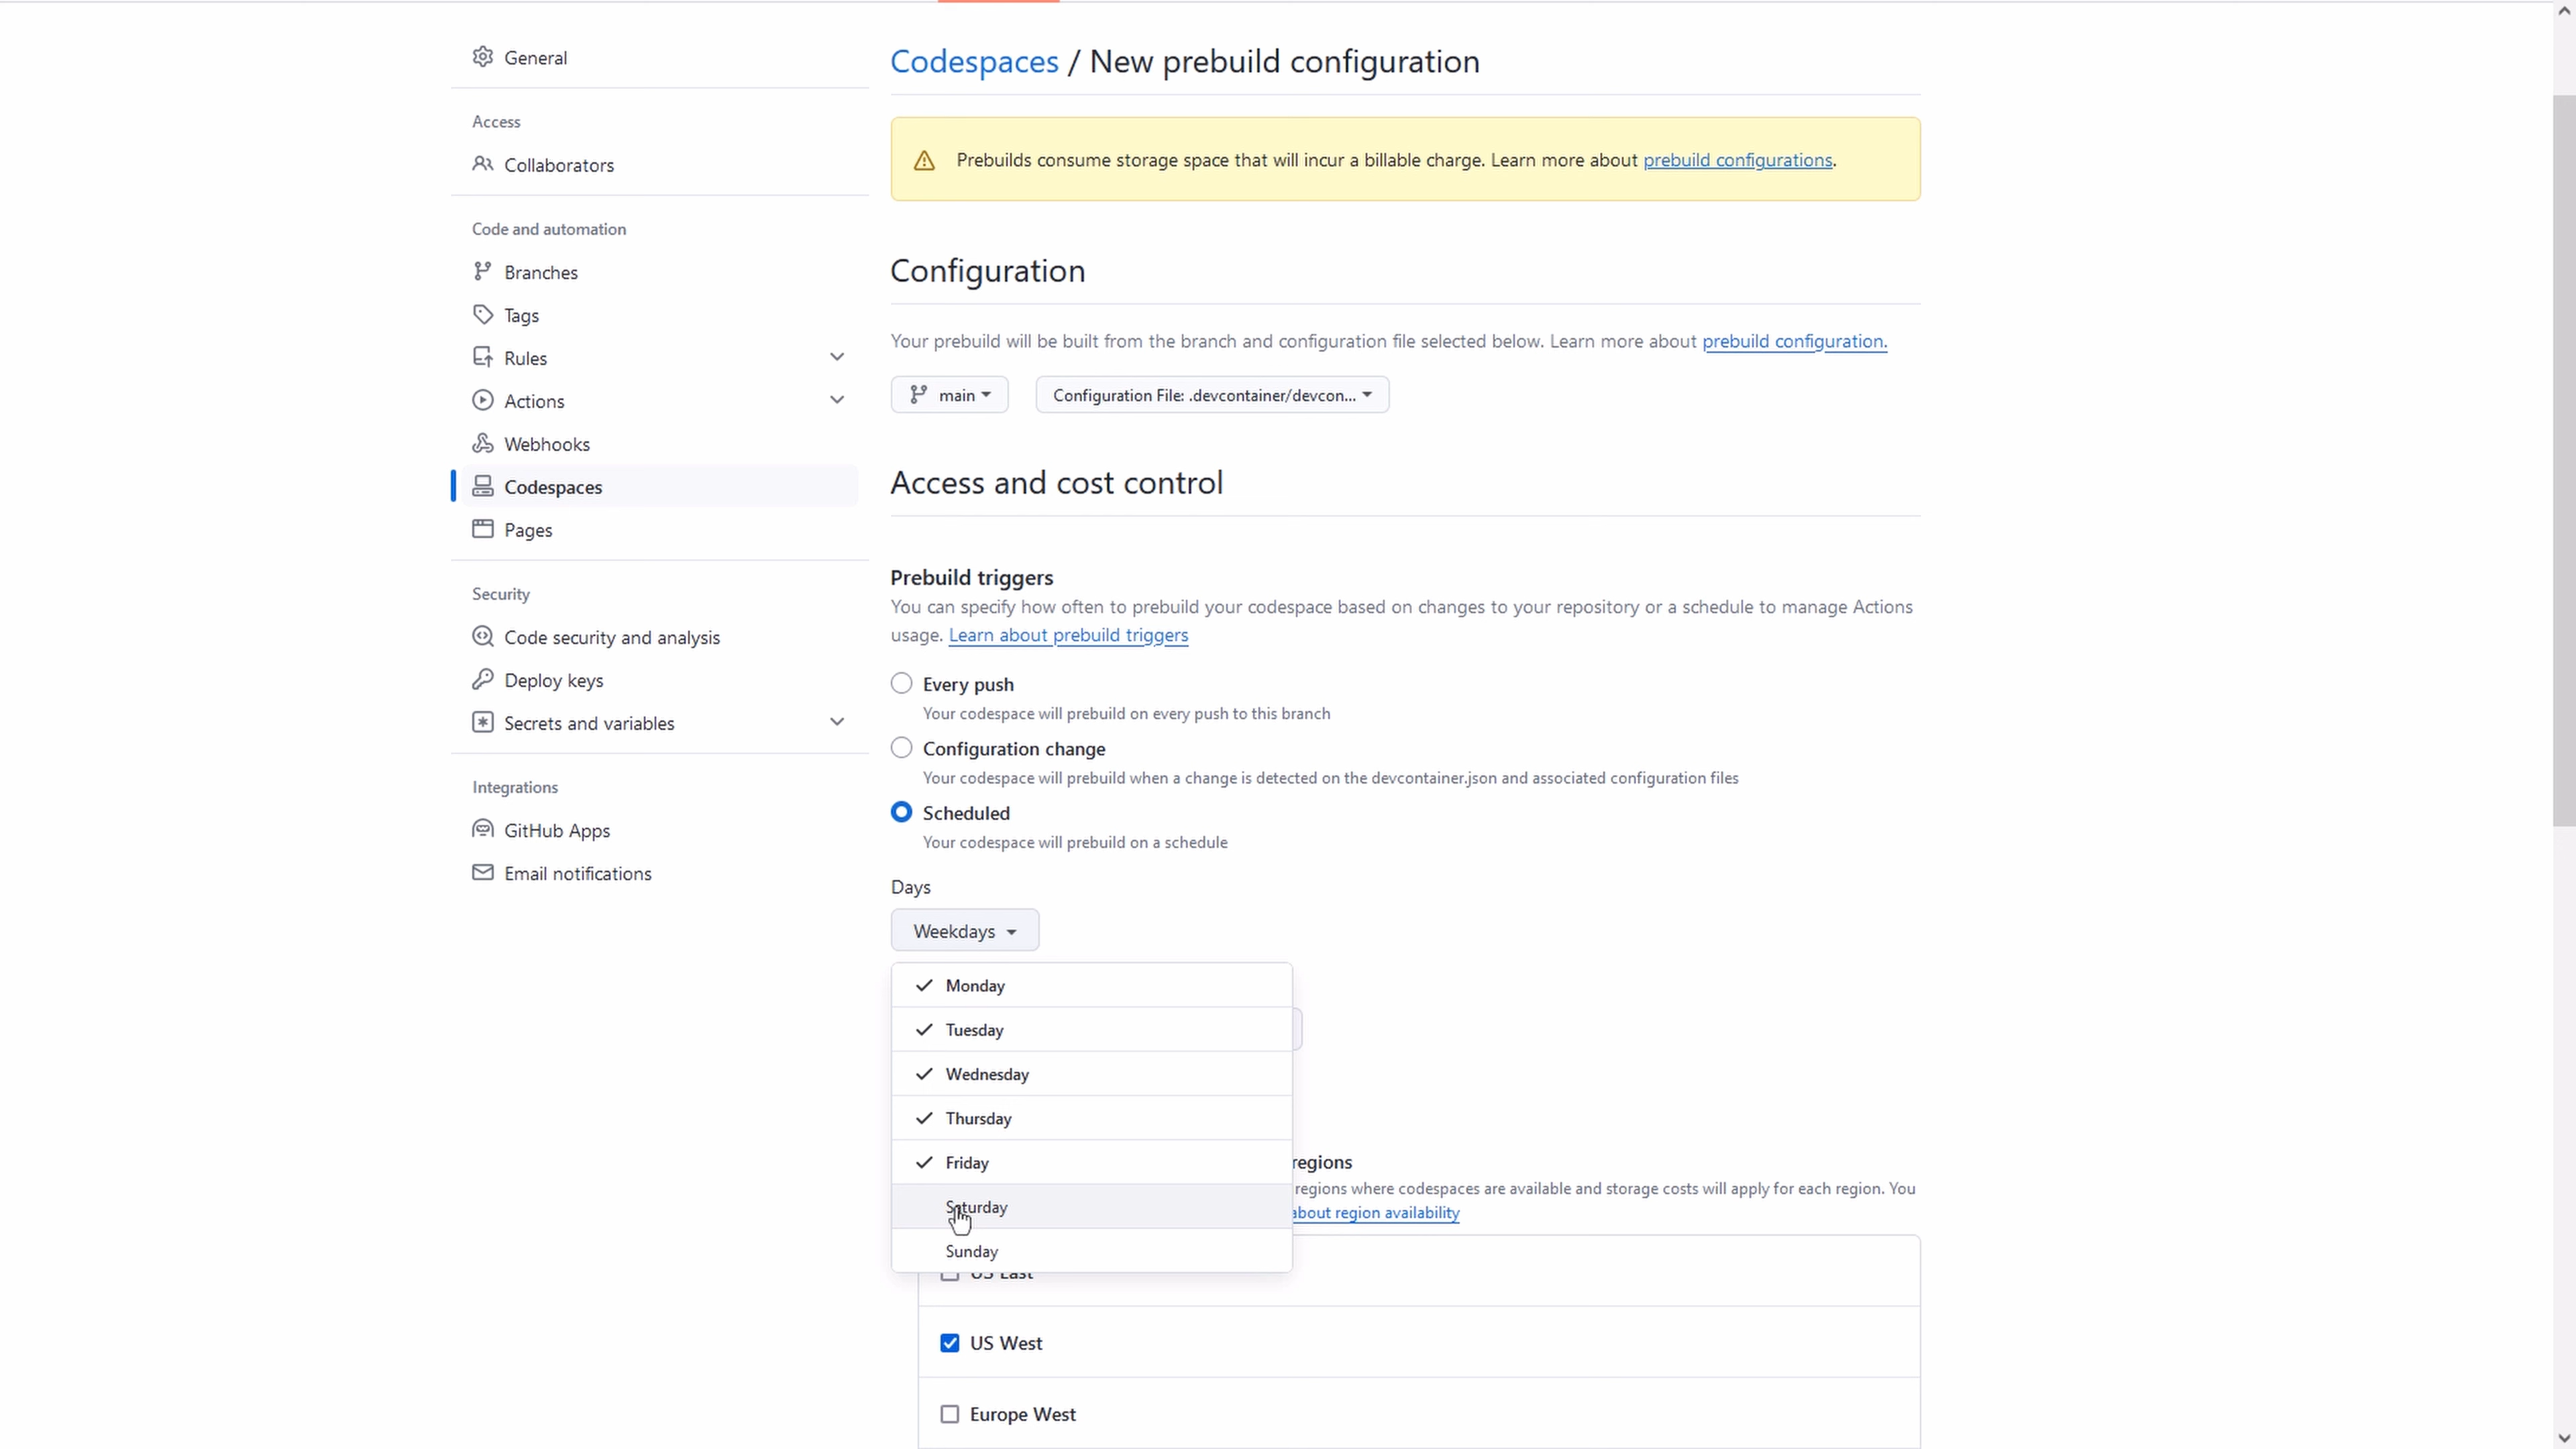 General
Access
Collaborators
Code and automation
Branches
Tags
Rules
Actions
Webhooks
Codespaces
Pages
Security
Code security and analysis
Deploy keys
Secrets and variables
Integrations
GitHub Apps
Email notifications
Codespaces / New prebuild configuration
Prebuilds consume storage space that will incur a billable charge. Learn more about prebuild configurations.
Configuration
Your prebuild will be built from the branch and configuration file selected below. Learn more about prebuild configuration.
main
Configuration File: .devcontainer/devcon...
Access and cost control
Prebuild triggers
You can specify how often to prebuild your codespace based on changes to your repository or a schedule to manage Actions
usage. Learn about prebuild triggers
Every push
Your codespace will prebuild on every push to this branch
Configuration change
Your codespace will prebuild when a change is detected on the devcontainer.json and associated configuration files
Scheduled
Your codespace will prebuild on a schedule
Days
Weekdays
Monday
Tuesday
Wednesday
Thursday
Friday
regions
Saturday
regions where codespaces are available and storage costs will apply for each region. You
about region availability
Sunday
US East
US West
Europe West